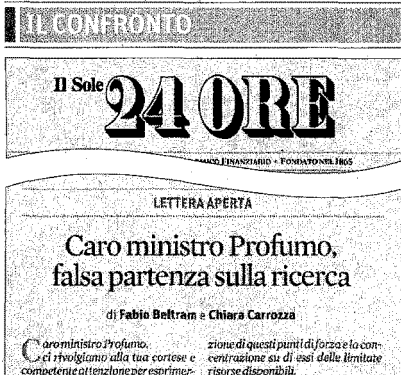 IL CONFRONTO
Il Sole
24 ORE
FINANZIARIO • FONDATO NEL 1865
LETTERA APERTA
Caro ministro Profumo,
falsa partenza sulla ricerca
di Fabio Beltram e Chiara Carrozza
Caro ministro Profumo,
ci rivolgiamo alla tua cortese e
competente attenzione per esprimer-
zione di questi punti di forza e la con-
centrazione su di essi delle limitate
risorse disponibili.